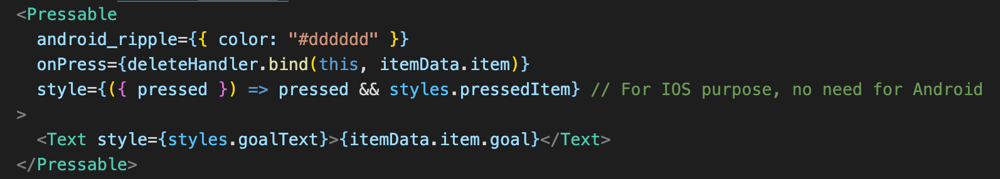 <Pressable
android_ripple={{ color: "#dddddd" }}
onPress={deleteHandler.bind(this, itemData.item)}
style={({ pressed }) => pressed && styles.pressedItem} // For IOS purpose, no need for Android
>
<Text style={styles.goalText}>{itemData.item.goal}</Text>
</Pressable>